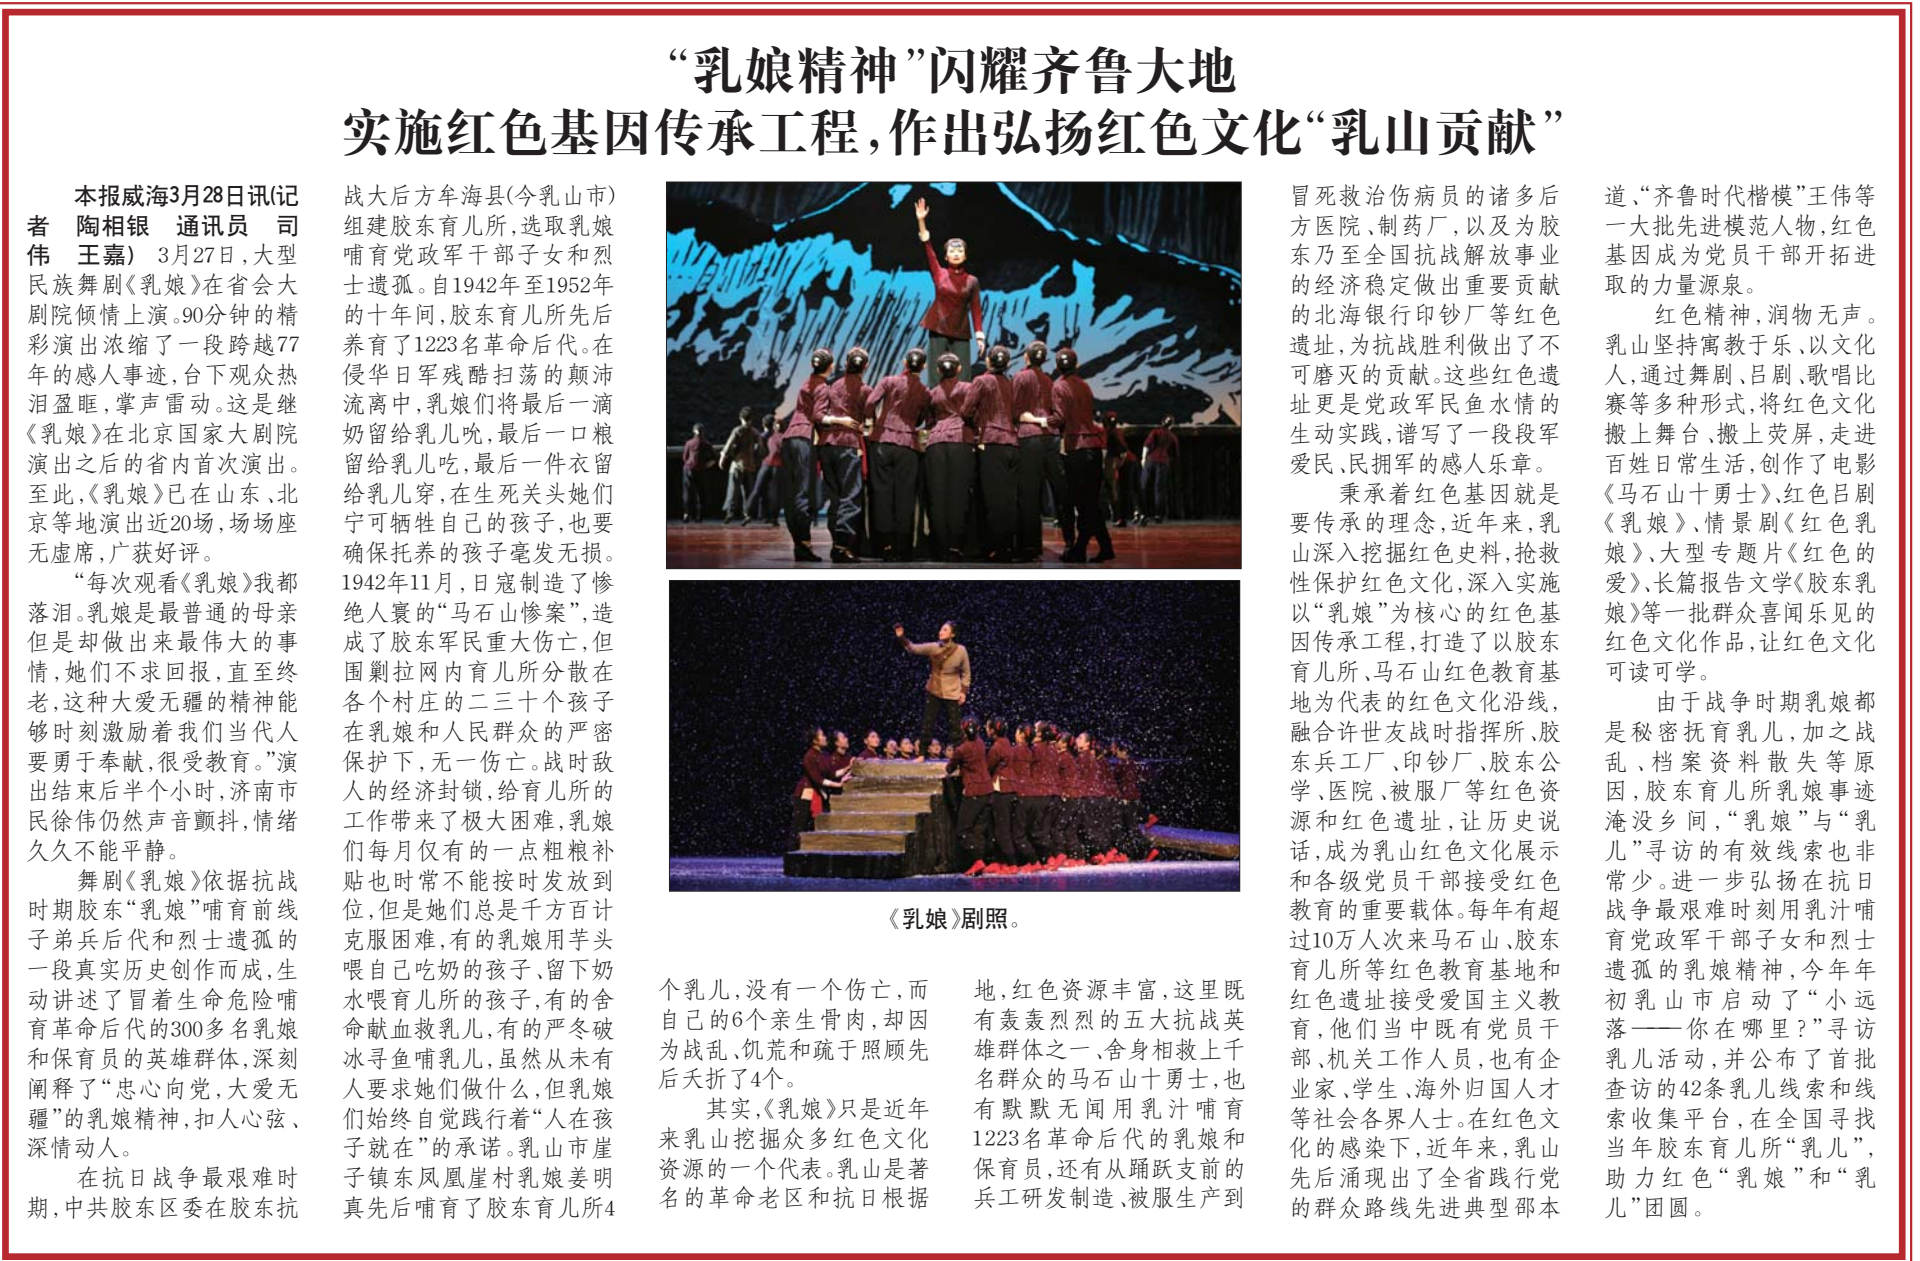 “乳娘精神”闪耀齐鲁大地
实施红色基因传承工程,作出弘扬红色文化“乳山贡献”
本报威海3月28日讯(记
者 陶相银 通讯员 司
伟 王嘉) 3月27日,大型
民族舞剧《乳娘》在省会大
剧院倾情上演。90分钟的精
彩演出浓缩了一段跨越77
年的感人事迹,台下观众热
泪盈眶,掌声雷动。这是继
《乳娘》在北京国家大剧院
演出之后的省内首次演出。
至此,《乳娘》已在山东、北
京等地演出近20场,场场座
无虚席,广获好评。
“每次观看《乳娘》我都
落泪。乳娘是最普通的母亲
但是却做出来最伟大的事
情,她们不求回报,直至终
老,这种大爱无疆的精神能
够时刻激励着我们当代人
要勇于奉献,很受教育。”演
出结束后半个小时,济南市
民徐伟仍然声音颤抖,情绪
久久不能平静。
舞剧《乳娘》依据抗战
时期胶东“乳娘”哺育前线
子弟兵后代和烈士遗孤的
一段真实历史创作而成,生
动讲述了冒着生命危险哺
育革命后代的300多名乳娘
和保育员的英雄群体,深刻
阐释了“忠心向党,大爱无
疆”的乳娘精神,扣人心弦、
深情动人。
在抗日战争最艰难时
期,中共胶东区委在胶东抗
战大后方牟海县(今乳山市)
组建胶东育儿所,选取乳娘
哺育党政军干部子女和烈
士遗孤。自1942年至1952年
的十年间,胶东育儿所先后
养育了1223名革命后代。在
侵华日军残酷扫荡的颠沛
流离中,乳娘们将最后一滴
奶留给乳儿吮,最后一口粮
留给乳儿吃,最后一件衣留
给乳儿穿,在生死关头她们
宁可牺牲自己的孩子,也要
确保托养的孩子毫发无损。
1942年11月,日寇制造了惨
绝人寰的“马石山惨案”,造
成了胶东军民重大伤亡,但
围剿拉网内育儿所分散在
各个村庄的二三十个孩子
在乳娘和人民群众的严密
保护下,无一伤亡。战时敌
人的经济封锁,给育儿所的
工作带来了极大困难,乳娘
们每月仅有的一点粗粮补
贴也时常不能按时发放到
位,但是她们总是千方百计
克服困难,有的乳娘用芋头
喂自己吃奶的孩子、留下奶
水喂育儿所的孩子,有的舍
命献血救乳儿,有的严冬破
冰寻鱼哺乳儿,虽然从未有
人要求她们做什么,但乳娘
们始终自觉践行着“人在孩
子就在”的承诺。乳山市崖
子镇东凤凰崖村乳娘姜明
真先后哺育了胶东育儿所4
《乳娘》剧照。
个乳儿,没有一个伤亡,而
自己的6个亲生骨肉,却因
为战乱、饥荒和疏于照顾先
后夭折了4个。
其实,《乳娘》只是近年
来乳山挖掘众多红色文化
资源的一个代表。乳山是著
名的革命老区和抗日根据
地,红色资源丰富,这里既
有轰轰烈烈的五大抗战英
雄群体之一、舍身相救上千
名群众的马石山十勇士,也
有默默无闻用乳汁哺育
1223名革命后代的乳娘和
保育员,还有从踊跃支前的
兵工研发制造、被服生产到
冒死救治伤病员的诸多后
方医院、制药厂,以及为胶
东乃至全国抗战解放事业
的经济稳定做出重要贡献
的北海银行印钞厂等红色
遗址,为抗战胜利做出了不
可磨灭的贡献。这些红色遗
址更是党政军民鱼水情的
生动实践,谱写了一段段军
爱民、民拥军的感人乐章。
秉承着红色基因就是
要传承的理念,近年来,乳
山深入挖掘红色史料,抢救
性保护红色文化,深入实施
以“乳娘”为核心的红色基
因传承工程,打造了以胶东
育儿所、马石山红色教育基
地为代表的红色文化沿线,
融合许世友战时指挥所、胶
东兵工厂、印钞厂、胶东公
学、医院、被服厂等红色资
源和红色遗址,让历史说
话,成为乳山红色文化展示
和各级党员干部接受红色
教育的重要载体。每年有超
过10万人次来马石山、胶东
育儿所等红色教育基地和
红色遗址接受爱国主义教
育,他们当中既有党员干
部、机关工作人员,也有企
业家、学生、海外归国人才
等社会各界人士。在红色文
化的感染下,近年来,乳山
先后涌现出了全省践行党
的群众路线先进典型邵本
道、“齐鲁时代楷模”王伟等
一大批先进模范人物,红色
基因成为党员干部开拓进
取的力量源泉。
红色精神,润物无声。
乳山坚持寓教于乐、以文化
人,通过舞剧、吕剧、歌唱比
赛等多种形式,将红色文化
搬上舞台、搬上荧屏,走进
百姓日常生活,创作了电影
《马石山十勇士》、红色吕剧
《乳娘》、情景剧《红色乳
娘》、大型专题片《红色的
爱》、长篇报告文学《胶东乳
娘》等一批群众喜闻乐见的
红色文化作品,让红色文化
可读可学。
由于战争时期乳娘都
是秘密抚育乳儿,加之战
乱、档案资料散失等原
因,胶东育儿所乳娘事迹
淹没乡间,“乳娘”与“乳
儿”寻访的有效线索也非
常少。进一步弘扬在抗日
战争最艰难时刻用乳汁哺
育党政军干部子女和烈士
遗孤的乳娘精神,今年年
初乳山市启动了“小远
落——你在哪里?”寻访
乳儿活动,并公布了首批
查访的42条乳儿线索和线
索收集平台,在全国寻找
当年胶东育儿所“乳儿”,
助力红色“乳娘”和“乳
儿”团圆。